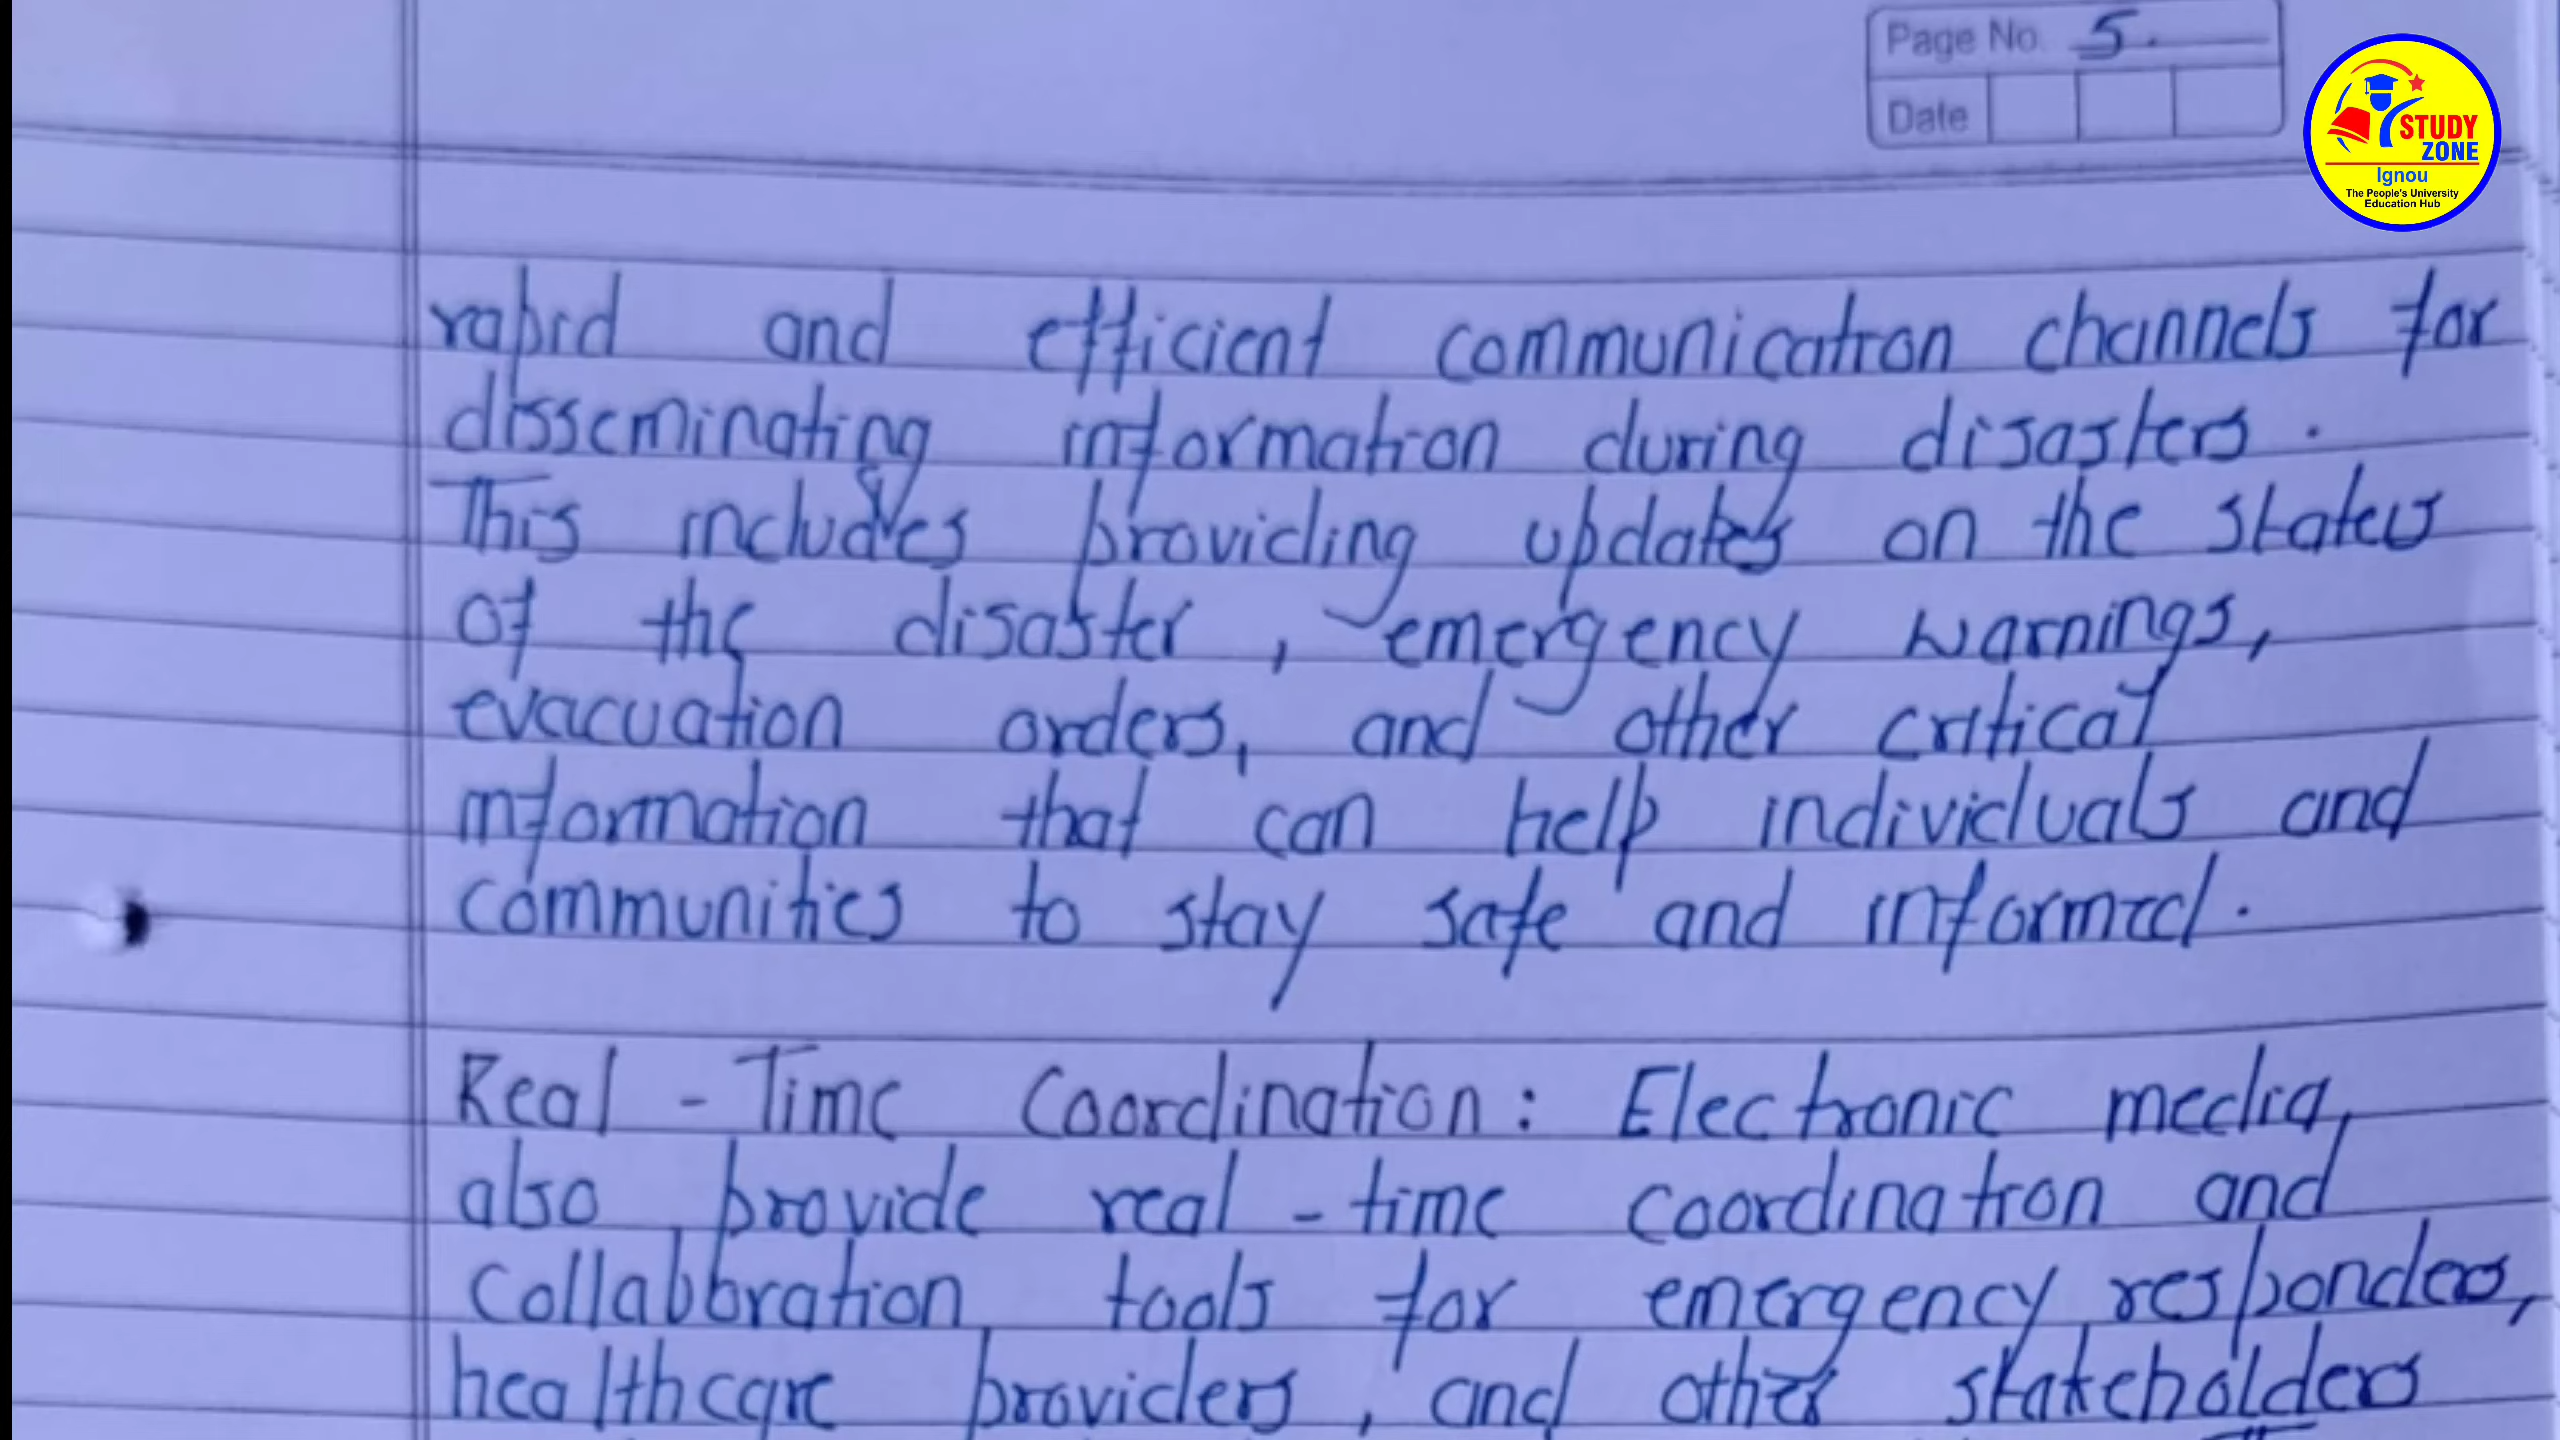 Page No. 5.
Date
STUDY
ZONE
Ignou
The People's University
Education Hub
rapid and efficient communication channels for
disseminating information during disasters.
This includes providing updates on the status
of the disaster, emergency warnings,
evacuation orders, and other critical
information that can help individuals and
communities to stay safe and informed.
Real-Time Coordination: Electronic media
also provide real-time coordination and
collaboration tools for emergency responders,
healthcare providers, and other stakeholders